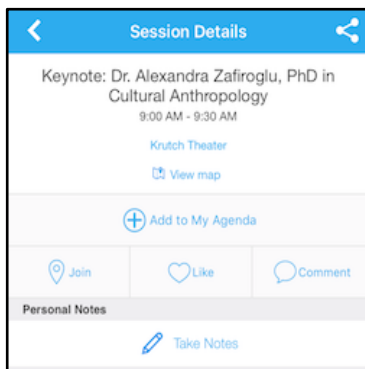 Session Details
Keynote: Dr. Alexandra Zafiroglu, PhD in
Cultural Anthropology
9:00 AM - 9:30 AM
Krutch Theater
View map
Add to My Agenda
Join
Like
Comment
Personal Notes
Take Notes